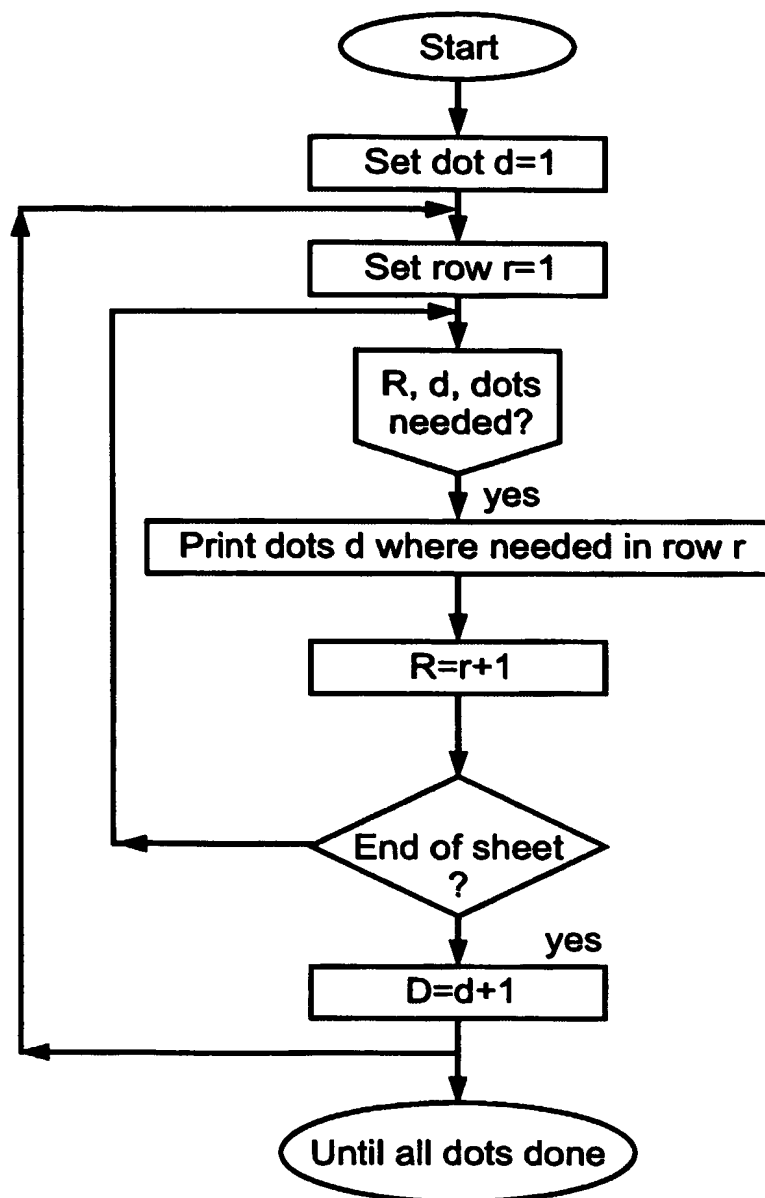 Start
Set dot d=1
Set row r=1
R, d, dots
needed?
yes
Print dots d where needed in row r
R=r+1
End of sheet
?
yes
D=d+1
Until all dots done